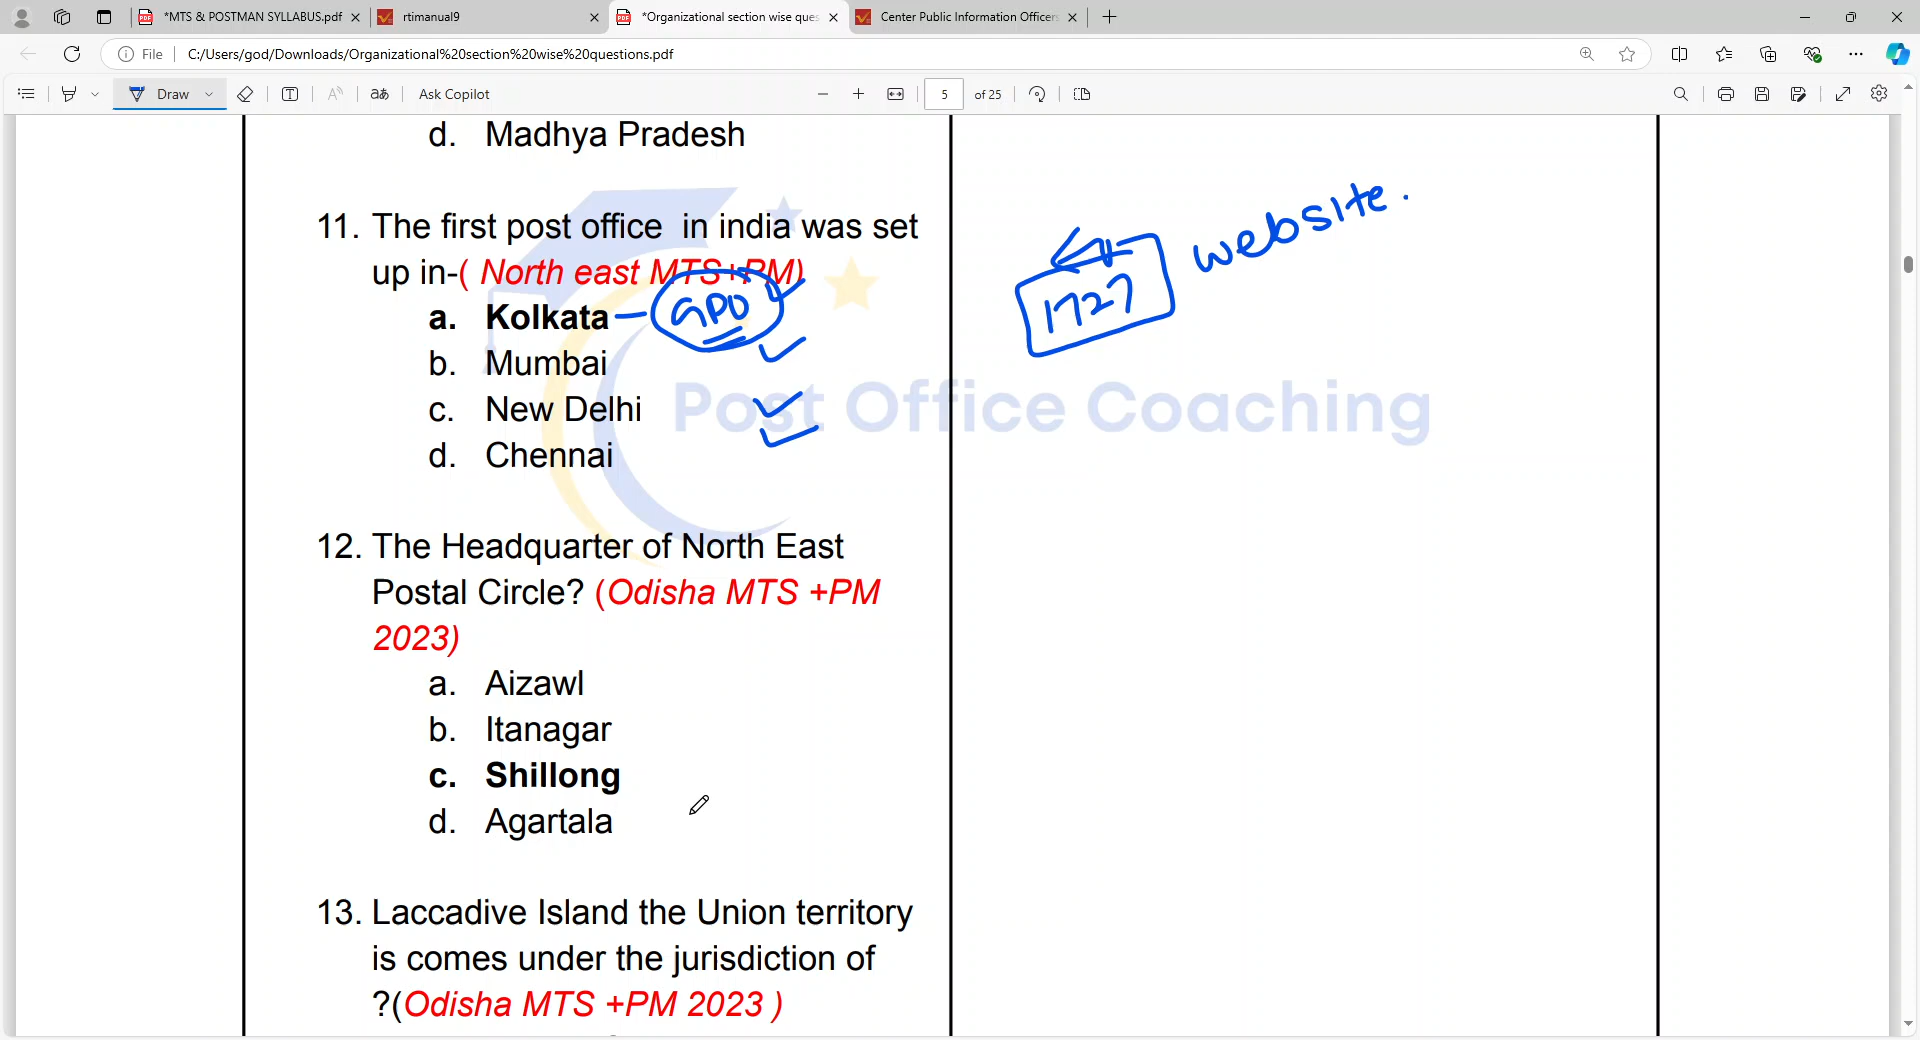 *MTS & POSTMAN SYLLABUS.pdf
rtimanual9
*Organizational section wise ques
Center Public Information Officers
File
C:/Users/god/Downloads/Organizational%20section%20wise%20questions.pdf
Draw
Ask Copilot
5
of 25
d. Madhya Pradesh
11. The first post office in india was set
up in-( North east MTS+PM)
a. Kolkata
GPO
b. Mumbai
c. New Delhi
d. Chennai
1727
website.
Post Office Coaching
12. The Headquarter of North East
Postal Circle? (Odisha MTS +PM
2023)
a. Aizawl
b. Itanagar
c. Shillong
d. Agartala
13. Laccadive Island the Union territory
is comes under the jurisdiction of
?(Odisha MTS +PM 2023 )